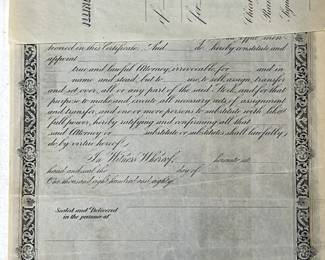 of
for
tioned in this Certificate. And do hereby constitute and
appoint
true and lawful Attorney, irrevocable, for and in
name and stead, but to use, to sell, assign, transfer
and set over, all or any part of the said Stock, and for that
purpose to make and execute all necessary acts of assignment
and transfer, and one or more persons to substitute with like
full power, hereby ratifying and confirming all that
said Attorney or substitute or substitutes shall lawfully
do by virtue hereof.
In Witness Whereof, hereunto set
hand and seal the day of
One thousand eight hundred and eighty
Sealed and Delivered
in the presence of